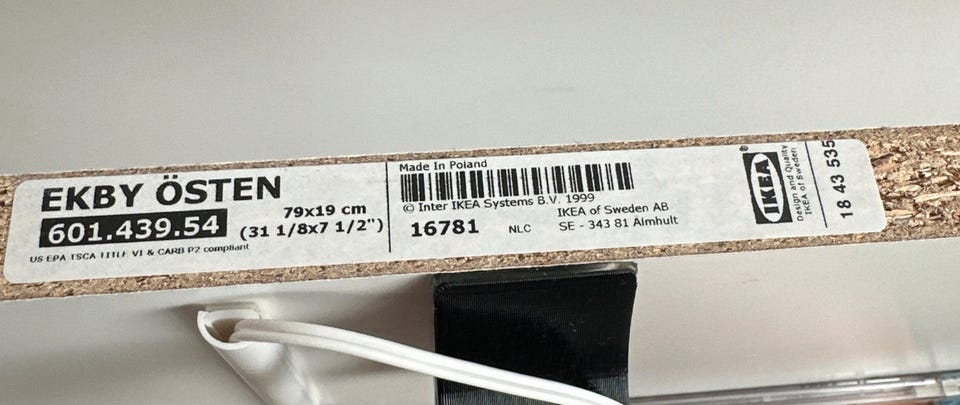 EKBY ÖSTEN
601.439.54
79x19 cm
(31 1/8x7 1/2")
US EPA TSCA TITLE VI & CARB P2 compliant
Made In Poland
© Inter IKEA Systems B.V. 1999
16781
NLC
IKEA of Sweden AB
SE - 343 81 Älmhult
IKEA®
Design and Quality
IKEA of Sweden
18 43 535